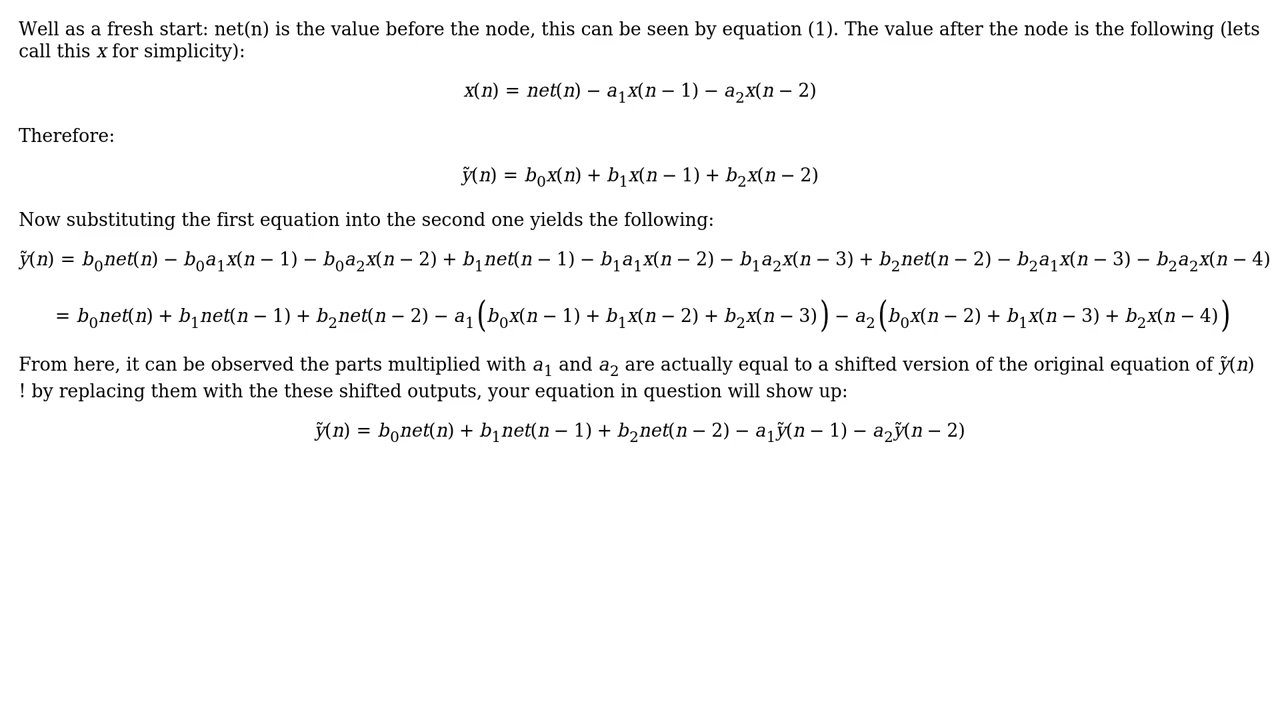 Well as a fresh start: net(n) is the value before the node, this can be seen by equation (1). The value after the node is the following (lets
call this x for simplicity):
x(n) = net(n) − a₁x(n − 1) − a₂x(n − 2)
Therefore:
ỹ(n) = b₀x(n) + b₁x(n − 1) + b₂x(n − 2)
Now substituting the first equation into the second one yields the following:
ỹ(n) = b₀net(n) − b₀a₁x(n − 1) − b₀a₂x(n − 2) + b₁net(n − 1) − b₁a₁x(n − 2) − b₁a₂x(n − 3) + b₂net(n − 2) − b₂a₁x(n − 3) − b₂a₂x(n − 4)
= b₀net(n) + b₁net(n − 1) + b₂net(n − 2) − a₁(b₀x(n − 1) + b₁x(n − 2) + b₂x(n − 3)) − a₂(b₀x(n − 2) + b₁x(n − 3) + b₂x(n − 4))
From here, it can be observed the parts multiplied with a₁ and a₂ are actually equal to a shifted version of the original equation of ỹ(n)
! by replacing them with the these shifted outputs, your equation in question will show up:
ỹ(n) = b₀net(n) + b₁net(n − 1) + b₂net(n − 2) − a₁ỹ(n − 1) − a₂ỹ(n − 2)